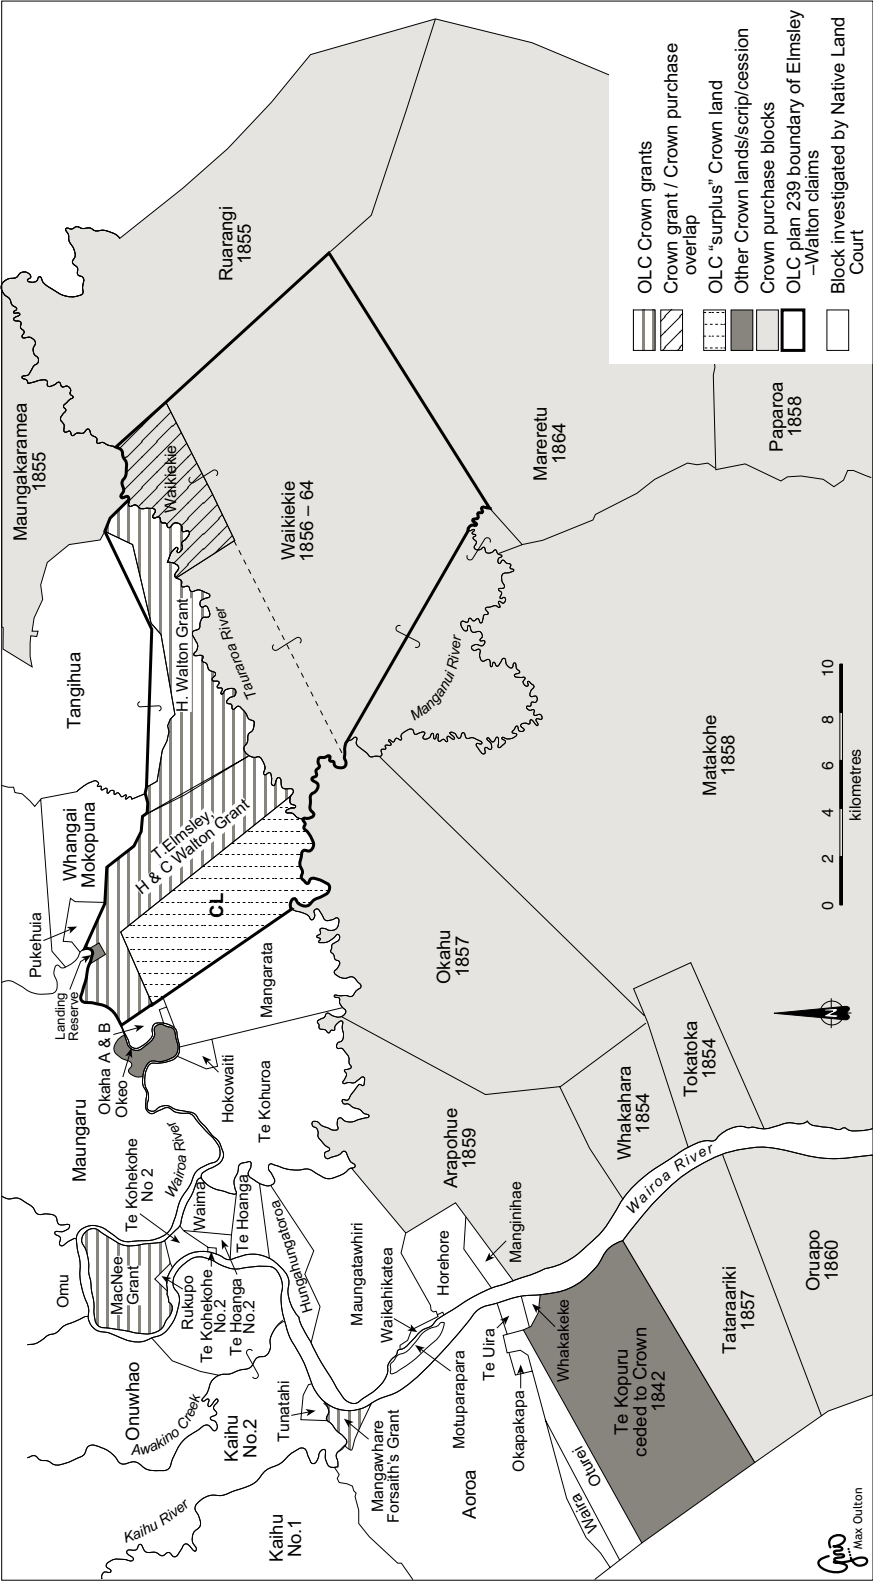 Kaihu River
Kaihu
No.1
Awakino Creek
Onuwhao
Kaihu
No.2
Tunatahi
Mangawhare
Forsaith's Grant
Aoroa
Motuparapara
Okapakapa
Te Uira
Waira
Oturei
Whakakeke
Te Kopuru
ceded to Crown
1842
Tataraariki
1857
Oruapo
1860
Omu
MacNee
Grant
Rukupo
Te Kohekohe
No.2
Te Hoanga
No.2
Te Kohekohe
No 2
Waima
Te Hoanga
Hungahungatoroa
Maungatawhiri
Waikahikatea
Horehore
Manginihae
Wairoa River
Maungaru
Okaha A & B
Okeo
Hokowaiti
Te Kohuroa
Mangarata
Arapohue
1859
Whakahara
1854
Tokatoka
1854
Wairoa River
Landing
Reserve
Pukehuia
Whangai
Mokopuna
CL
T.Elmsley,
H & C Walton Grant
Okahu
1857
Tangihua
H. Walton Grant
Tauraroa River
Manganui River
Matakohe
1858
Maungakaramea
1855
Waikiekie
Waikiekie
1856 – 64
Ruarangi
1855
Mareretu
1864
Paparoa
1858
OLC Crown grants
Crown grant / Crown purchase
overlap
OLC "surplus" Crown land
Other Crown lands/scrip/cession
Crown purchase blocks
OLC plan 239 boundary of Elmsley
–Walton claims
Block investigated by Native Land
Court
0 2 4 6 8 10
kilometres
N
Max Oulton